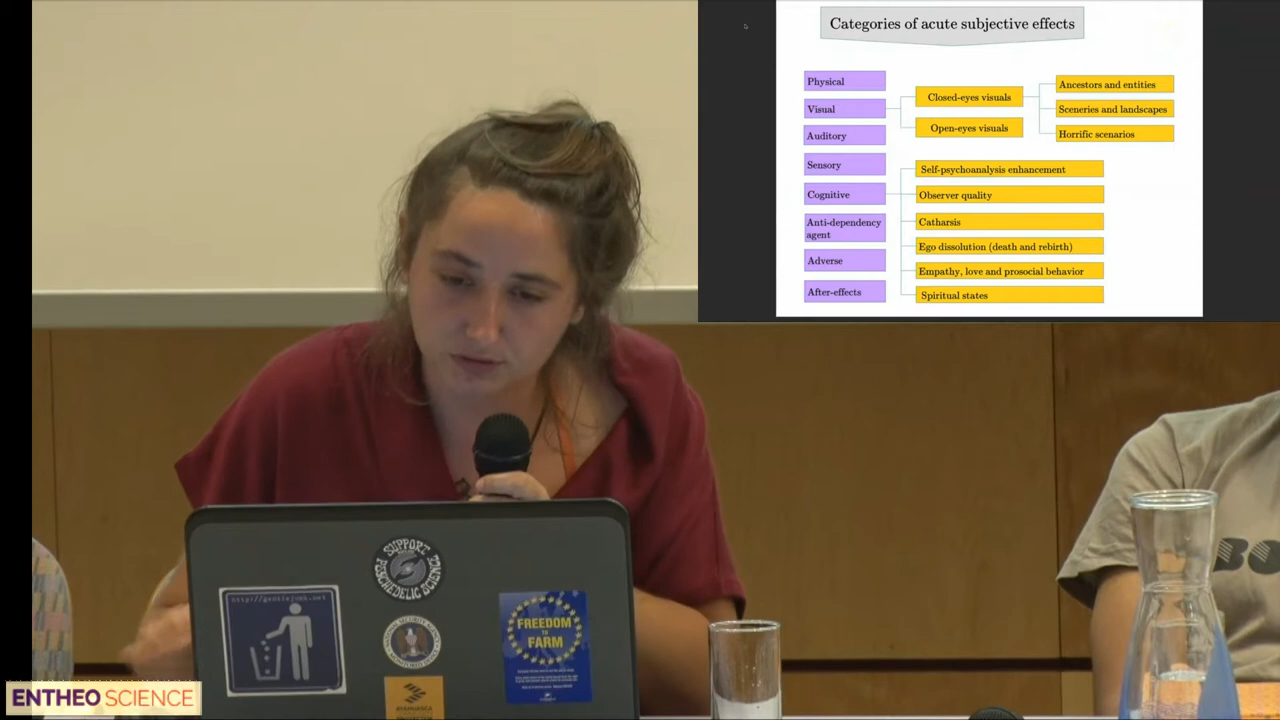 Categories of acute subjective effects
Physical
Visual
Auditory
Sensory
Cognitive
Anti-dependency
agent
Adverse
After-effects
Closed-eyes visuals
Open-eyes visuals
Ancestors and entities
Sceneries and landscapes
Horrific scenarios
Self-psychoanalysis enhancement
Observer quality
Catharsis
Ego dissolution (death and rebirth)
Empathy, love and prosocial behavior
Spiritual states
SUPPORT
PSYCHEDELIC SCIENCE
FREEDOM
TO
FARM
AYAHUASCA
BO
ENTHEO SCIENCE